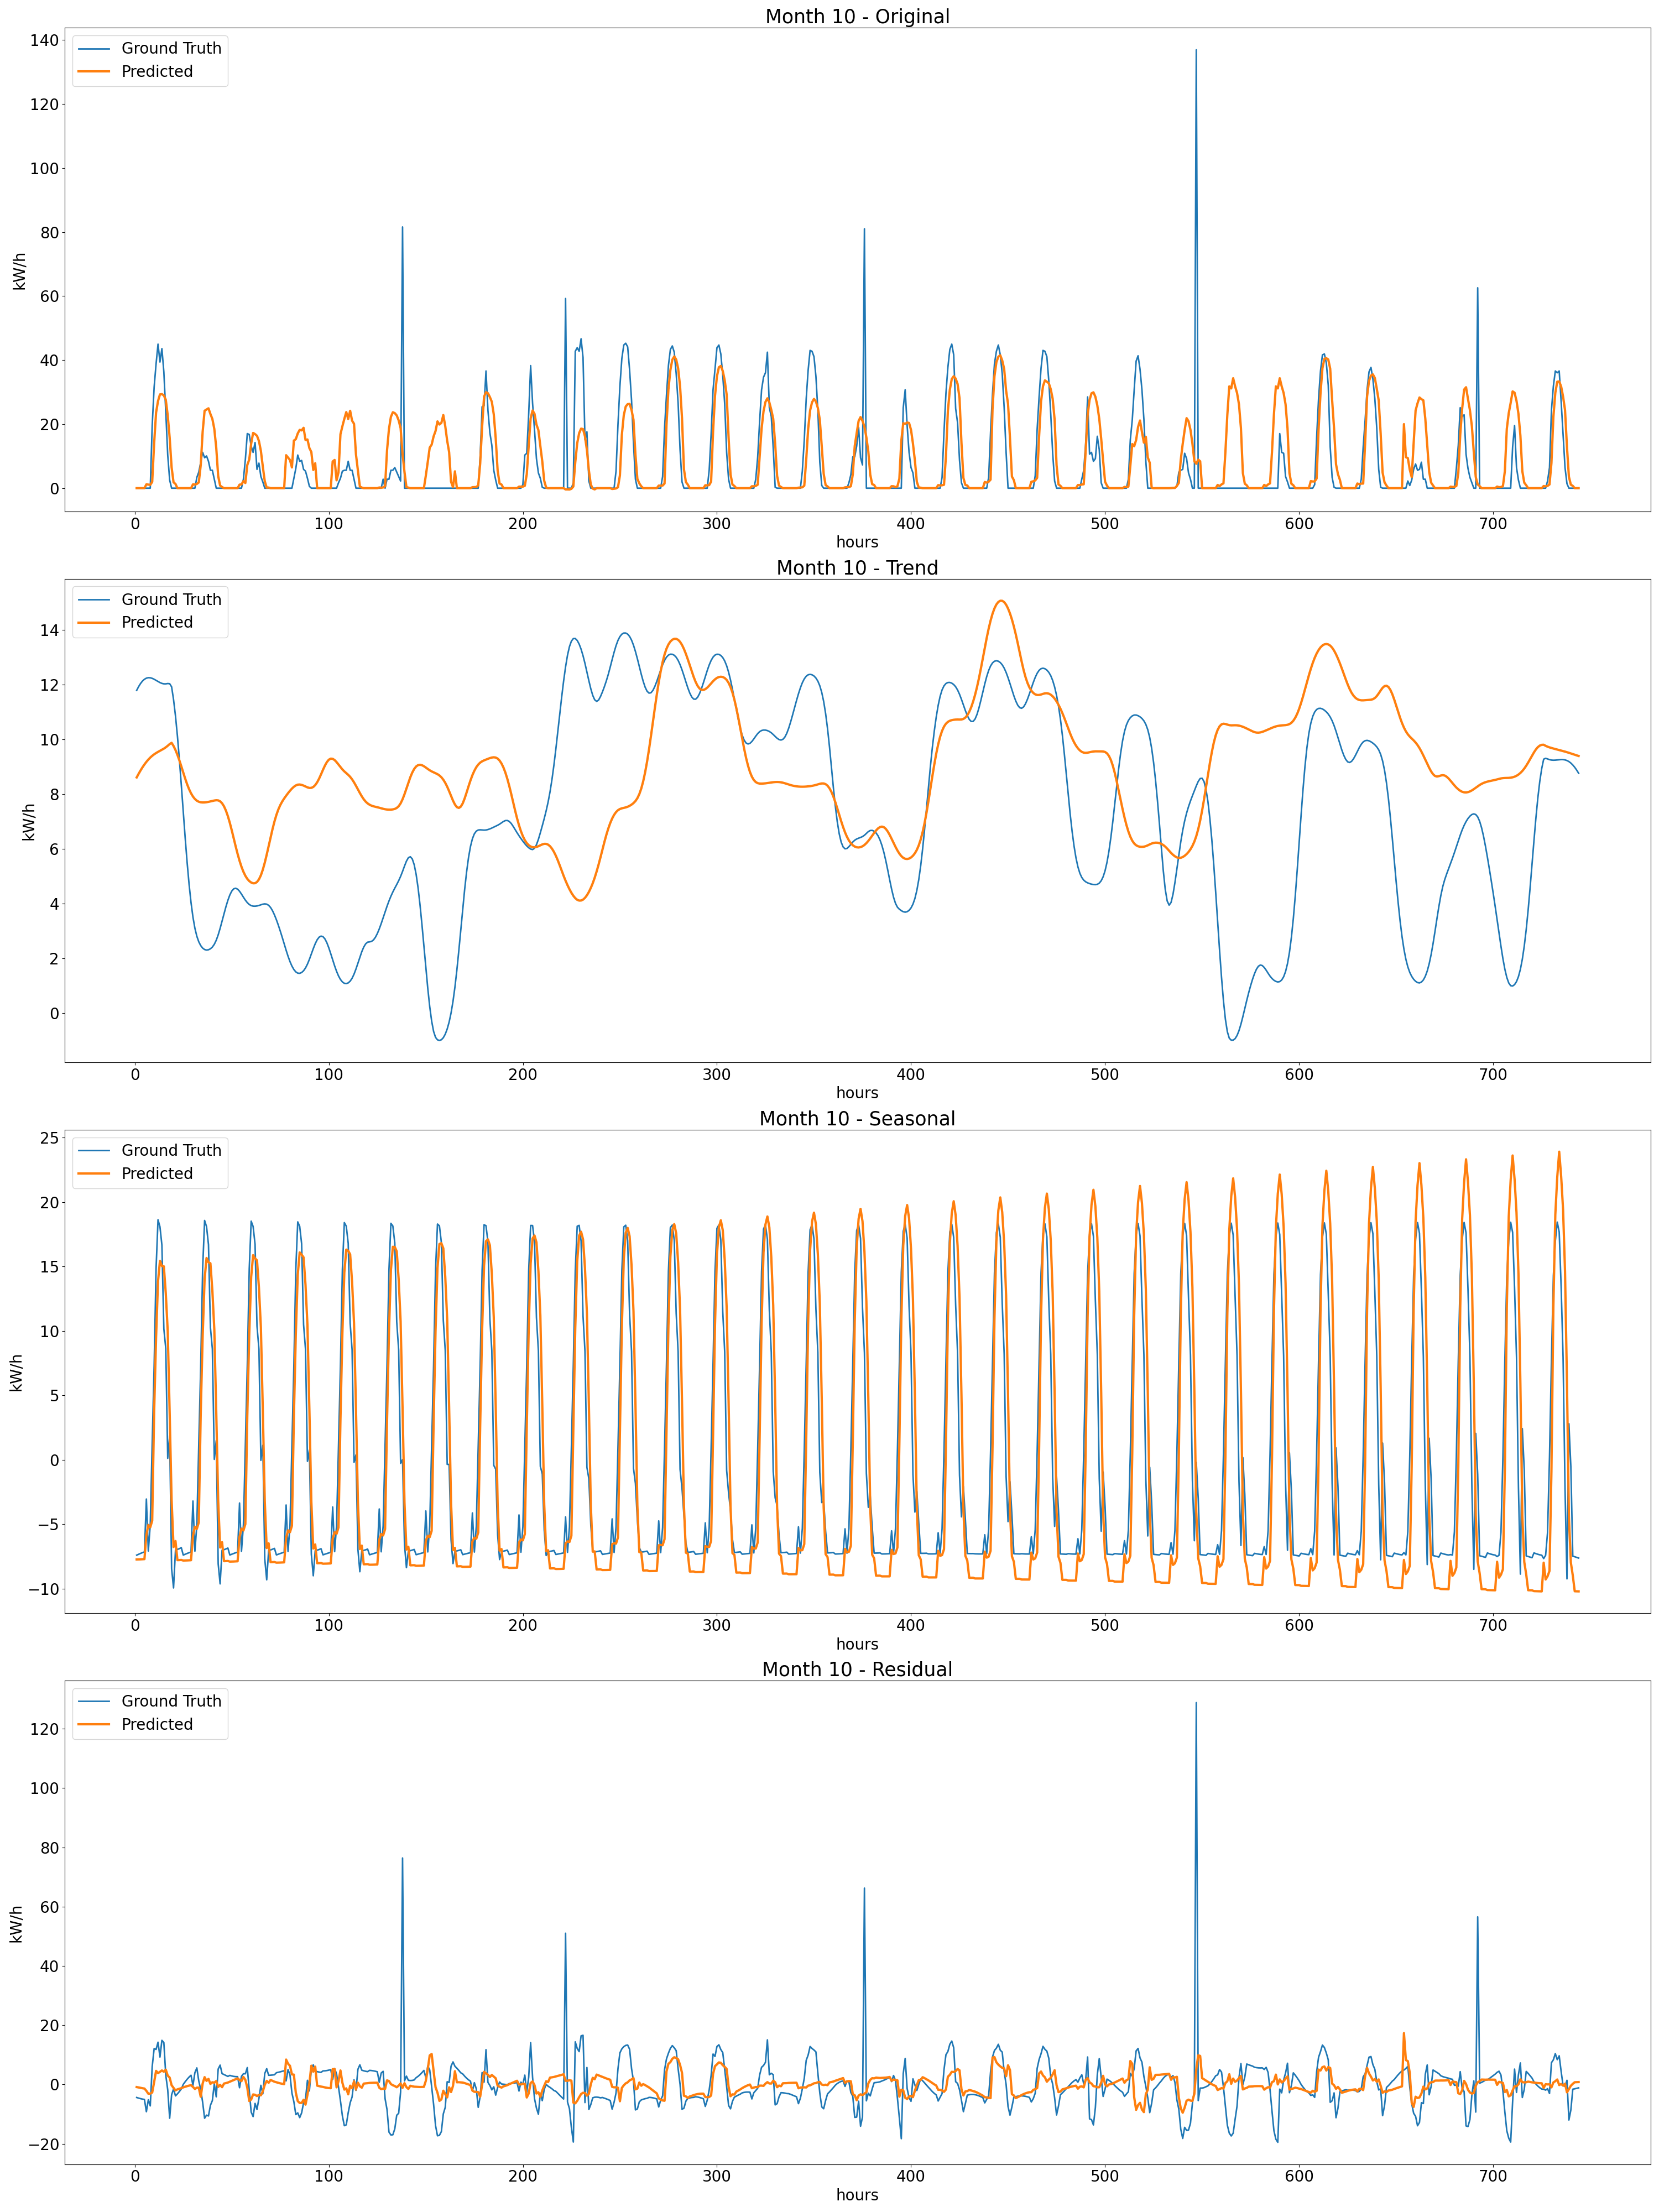 Month 10 - Original
Ground Truth
Predicted
kW/h
140
120
100
80
60
40
20
0
0 100 200 300 400 500 600 700
hours
Month 10 - Trend
Ground Truth
Predicted
kW/h
14
12
10
8
6
4
2
0
0 100 200 300 400 500 600 700
hours
Month 10 - Seasonal
Ground Truth
Predicted
kW/h
25
20
15
10
5
0
−5
−10
0 100 200 300 400 500 600 700
hours
Month 10 - Residual
Ground Truth
Predicted
kW/h
120
100
80
60
40
20
0
−20
0 100 200 300 400 500 600 700
hours